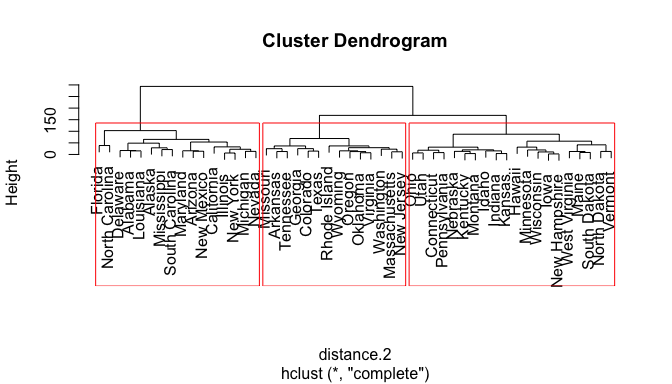 Cluster Dendrogram
Height
0
150
Florida
North Carolina
Delaware
Alabama
Louisiana
Alaska
Mississippi
South Carolina
Maryland
Arizona
New Mexico
California
Illinois
New York
Michigan
Nevada
Missouri
Arkansas
Tennessee
Georgia
Colorado
Texas
Rhode Island
Wyoming
Oregon
Oklahoma
Virginia
Washington
Massachusetts
New Jersey
Ohio
Utah
Connecticut
Pennsylvania
Nebraska
Kentucky
Montana
Idaho
Indiana
Kansas
Hawaii
Minnesota
Wisconsin
Iowa
New Hampshire
West Virginia
Maine
South Dakota
North Dakota
Vermont
distance.2
hclust (*, "complete")